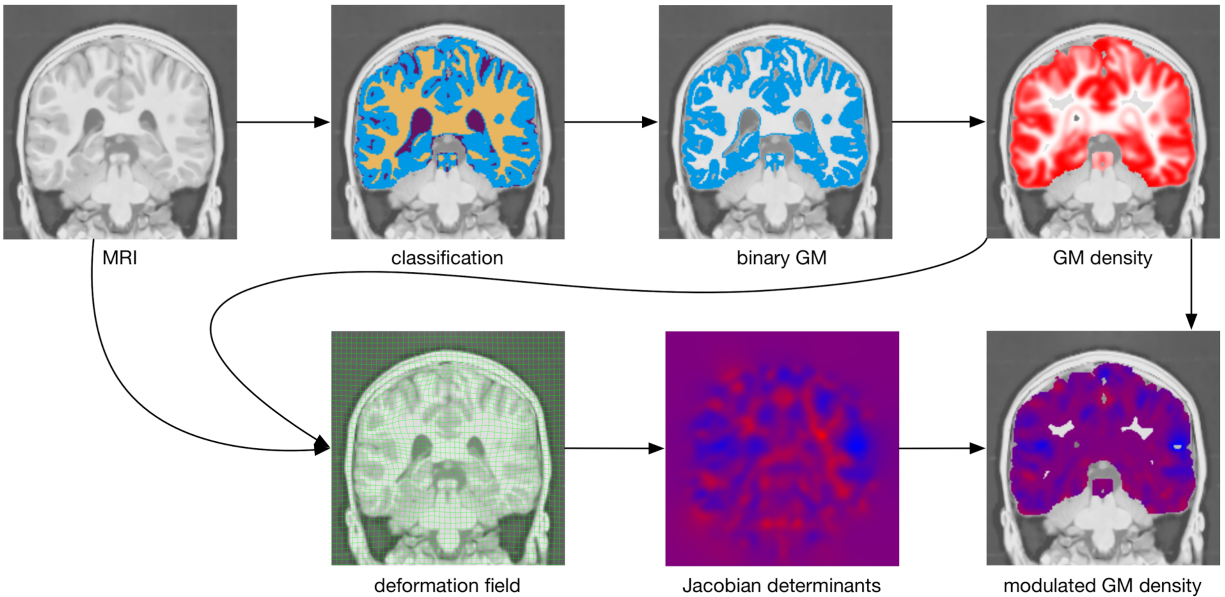 MRI
classification
binary GM
GM density
deformation field
Jacobian determinants
modulated GM density